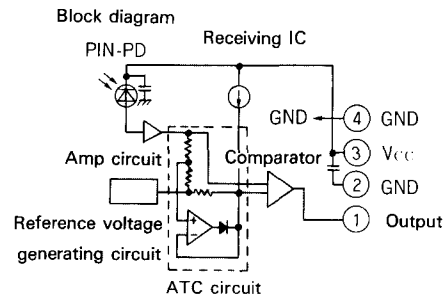 Block diagram
PIN-PD
Receiving IC
GND
4 GND
3 Vcc
2 GND
1 Output
Amp circuit
Comparator
+
−
Reference voltage
generating circuit
ATC circuit